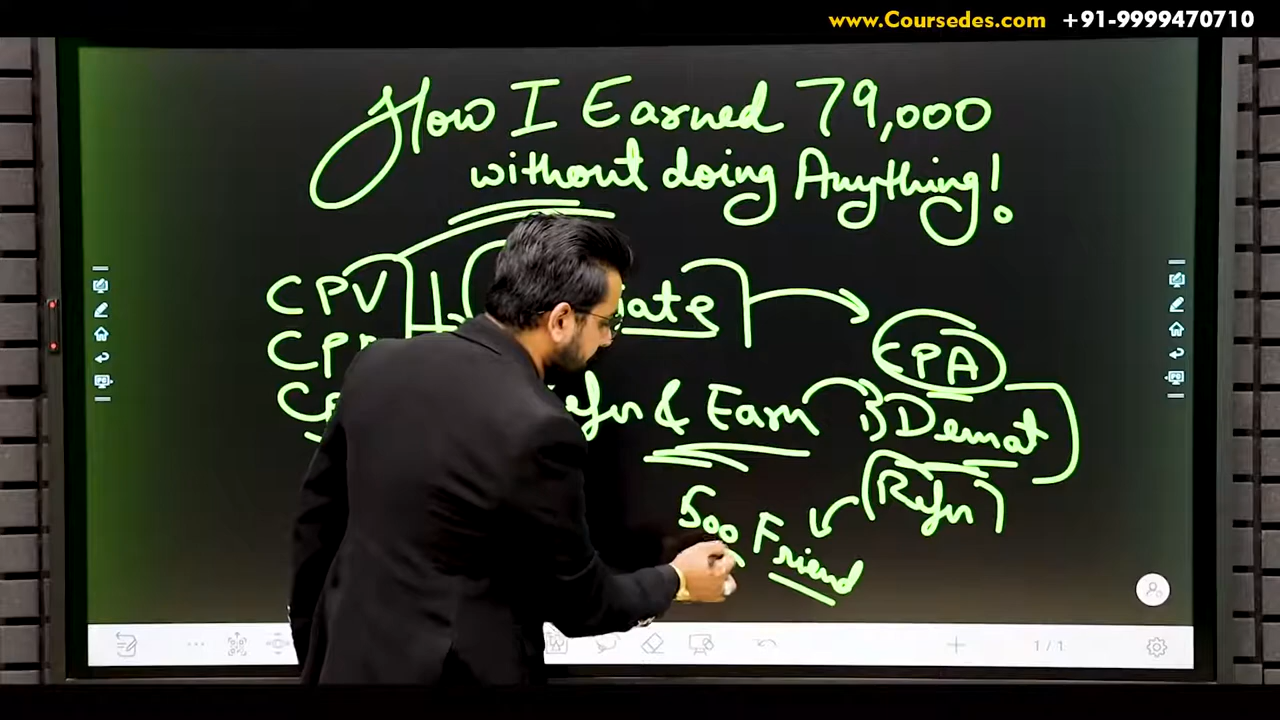 www.Coursedes.com +91-9999470710
How I Earned 79,000
without doing Anything!
CPV
CPA
Refer & Earn
1) Demat
(Refer)
500 Friend
1/1